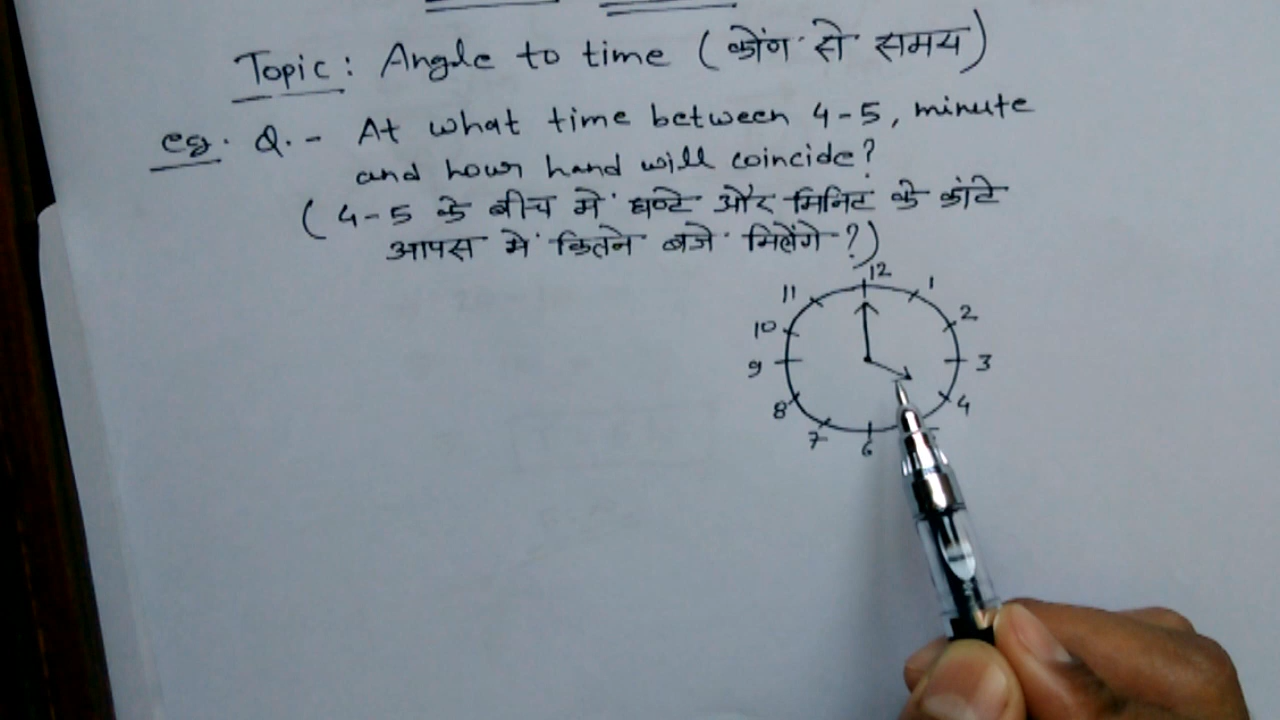 Topic: Angle to time (कोंण से समय)
eg. Q.- At what time between 4-5, minute
and hour hand will coincide?
(4-5 के बीच में घण्टे और मिनिट के कांटे
आपस में कितने बजे मिलेंगे?)
12
11
1
10
2
9
3
8
4
7
6